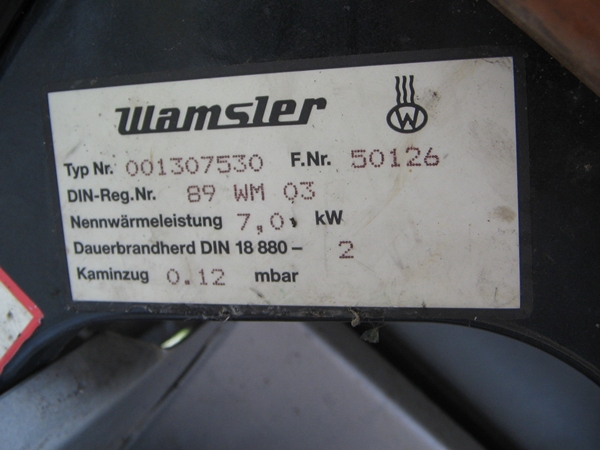 Wamsler
W
Typ Nr. 001307530 F.Nr. 50126
DIN-Reg.Nr. 89 WM 03
Nennwärmeleistung 7,0 kW
Dauerbrandherd DIN 18 880 – 2
Kaminzug 0.12 mbar